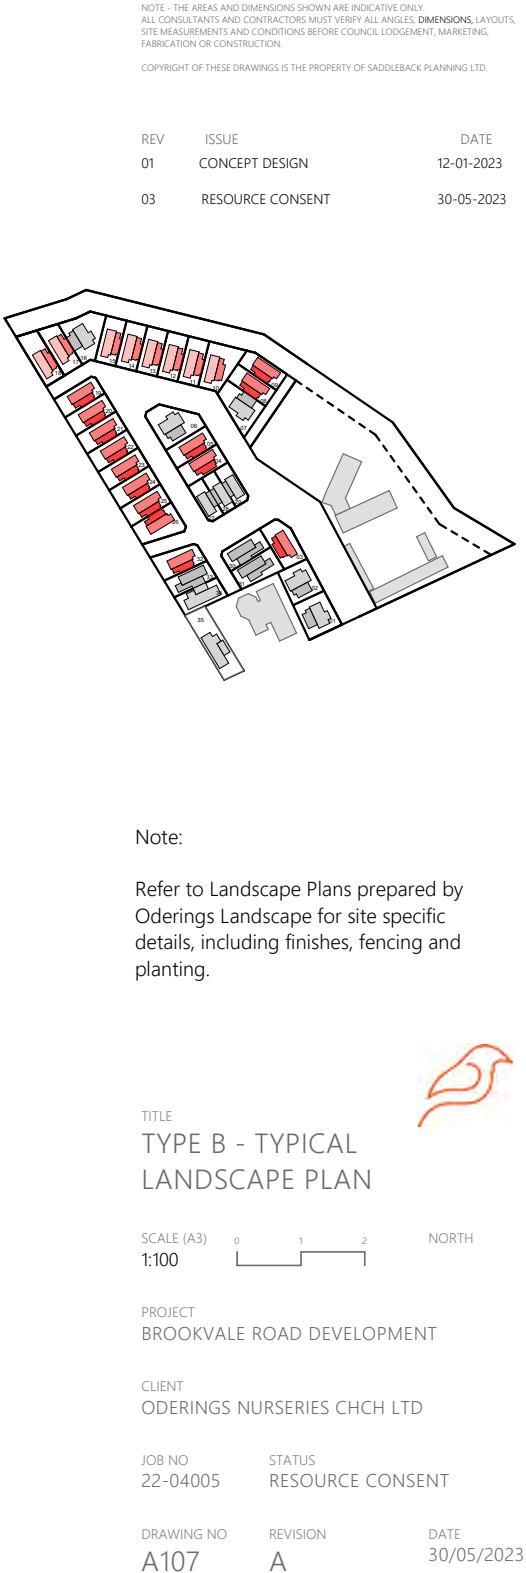 NOTE - THE AREAS AND DIMENSIONS SHOWN ARE INDICATIVE ONLY.
ALL CONSULTANTS AND CONTRACTORS MUST VERIFY ALL ANGLES, DIMENSIONS, LAYOUTS,
SITE MEASUREMENTS AND CONDITIONS BEFORE COUNCIL LODGEMENT, MARKETING,
FABRICATION OR CONSTRUCTION.
COPYRIGHT OF THESE DRAWINGS IS THE PROPERTY OF SADDLEBACK PLANNING LTD.
REV ISSUE DATE
01 CONCEPT DESIGN 12-01-2023
03 RESOURCE CONSENT 30-05-2023
35
Note:
Refer to Landscape Plans prepared by
Oderings Landscape for site specific
details, including finishes, fencing and
planting.
TITLE
TYPE B - TYPICAL
LANDSCAPE PLAN
SCALE (A3) 0 1 2 NORTH
1:100
PROJECT
BROOKVALE ROAD DEVELOPMENT
CLIENT
ODERINGS NURSERIES CHCH LTD
JOB NO STATUS
22-04005 RESOURCE CONSENT
DRAWING NO REVISION DATE
A107 A 30/05/2023